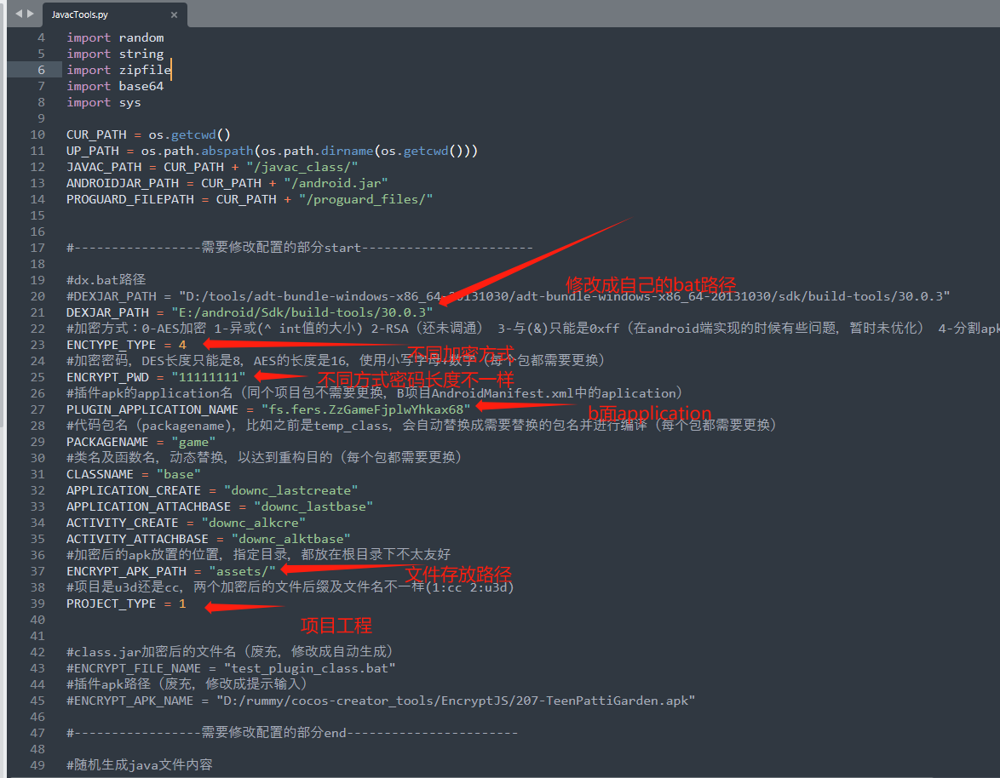 JavacTools.py
4 import random
5 import string
6 import zipfile
7 import base64
8 import sys
9
10 CUR_PATH = os.getcwd()
11 UP_PATH = os.path.abspath(os.path.dirname(os.getcwd()))
12 JAVAC_PATH = CUR_PATH + "/javac_class/"
13 ANDROIDJAR_PATH = CUR_PATH + "/android.jar"
14 PROGUARD_FILEPATH = CUR_PATH + "/proguard_files/"
15
16
17 #-----------------需要修改配置的部分start-----------------------
18
19 #dx.bat路径
修改成自己的bat路径
20 #DEXJAR_PATH = "D:/tools/adt-bundle-windows-x86_64-20131030/adt-bundle-windows-x86_64-20131030/sdk/build-tools/30.0.3"
21 DEXJAR_PATH = "E:/android/Sdk/build-tools/30.0.3"
22 #加密方式：0-AES加密 1-异或(^ int值的大小) 2-RSA（还未调通） 3-与(&)只能是0xff（在android端实现的时候有些问题，暂时未优化） 4-分割apk
23 ENCTYPE_TYPE = 4
不同加密方式
24 #加密密码，DES长度只能是8，AES的长度是16，使用小写字母+数字（每个包都需要更换）
25 ENCRYPT_PWD = "11111111"
不同方式密码长度不一样
26 #插件apk的application名（同个项目包不需要更换，B项目AndroidManifest.xml中的aplication）
27 PLUGIN_APPLICATION_NAME = "fs.fers.ZzGameFjplwYhkax68"
b面application
28 #代码包名（packagename)，比如之前是temp_class，会自动替换成需要替换的包名并进行编译（每个包都需要更换）
29 PACKAGENAME = "game"
30 #类名及函数名，动态替换，以达到重构目的（每个包都需要更换）
31 CLASSNAME = "base"
32 APPLICATION_CREATE = "downc_lastcreate"
33 APPLICATION_ATTACHBASE = "downc_lastbase"
34 ACTIVITY_CREATE = "downc_alkcre"
35 ACTIVITY_ATTACHBASE = "downc_alktbase"
36 #加密后的apk放置的位置，指定目录，都放在根目录下不太友好
37 ENCRYPT_APK_PATH = "assets/"
文件存放路径
38 #项目是u3d还是cc，两个加密后的文件后缀及文件名不一样(1:cc 2:u3d)
39 PROJECT_TYPE = 1
项目工程
40
41
42 #class.jar加密后的文件名（废充，修改成自动生成）
43 #ENCRYPT_FILE_NAME = "test_plugin_class.bat"
44 #插件apk路径（废充，修改成提示输入）
45 #ENCRYPT_APK_NAME = "D:/rummy/cocos-creator_tools/EncryptJS/207-TeenPattiGarden.apk"
46
47 #-----------------需要修改配置的部分end-----------------------
48
49 #随机生成java文件内容